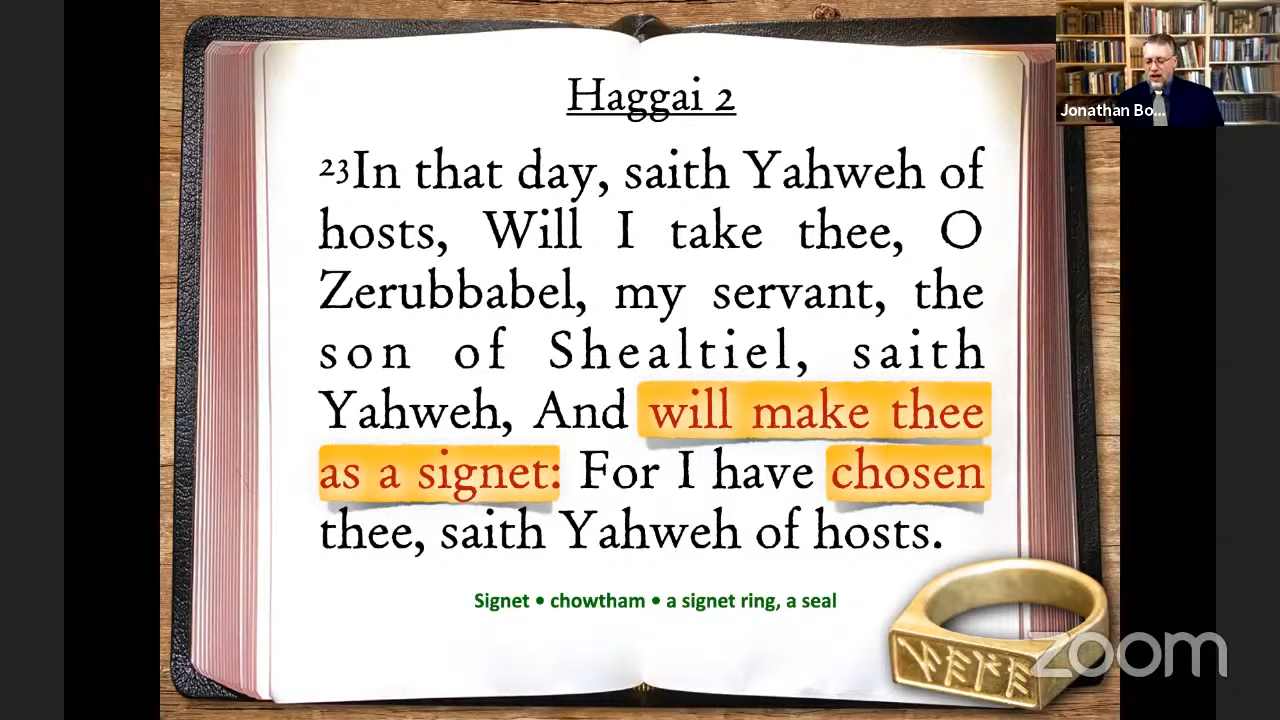 Haggai 2
23In that day, saith Yahweh of
hosts, Will I take thee, O
Zerubbabel, my servant, the
son of Shealtiel, saith
Yahweh, And will make thee
as a signet: For I have chosen
thee, saith Yahweh of hosts.
Signet • chowtham • a signet ring, a seal
Jonathan Bo...
zoom